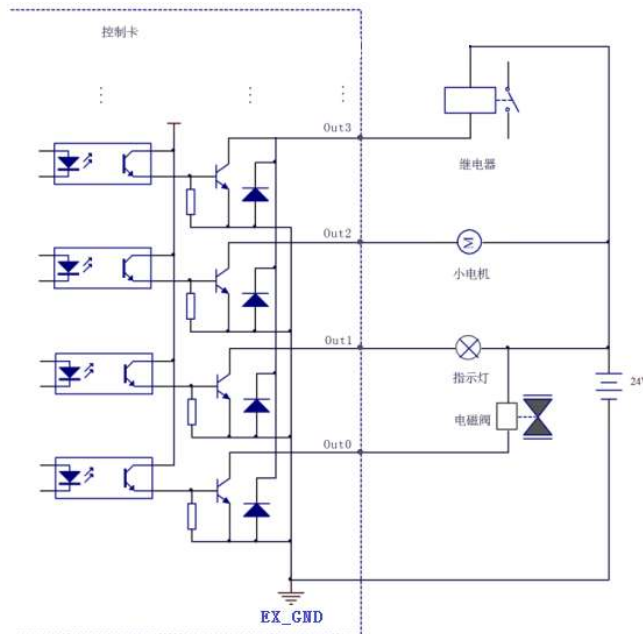 控制卡
Out3
继电器
Out2
M
小电机
Out1
指示灯
24V
电磁阀
Out0
EX_GND